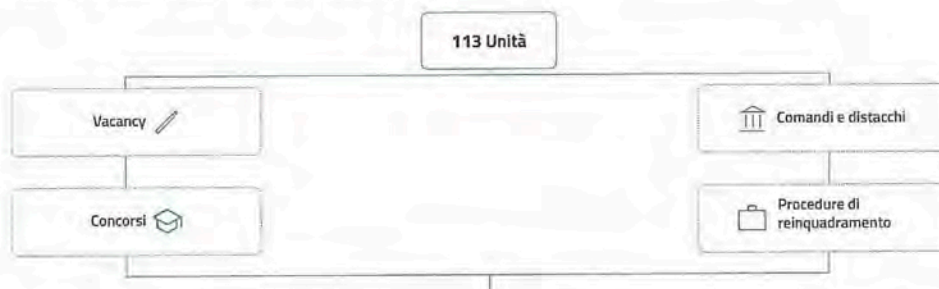 113 Unità
Vacancy
Comandi e distacchi
Concorsi
Procedure di
reinquadramento